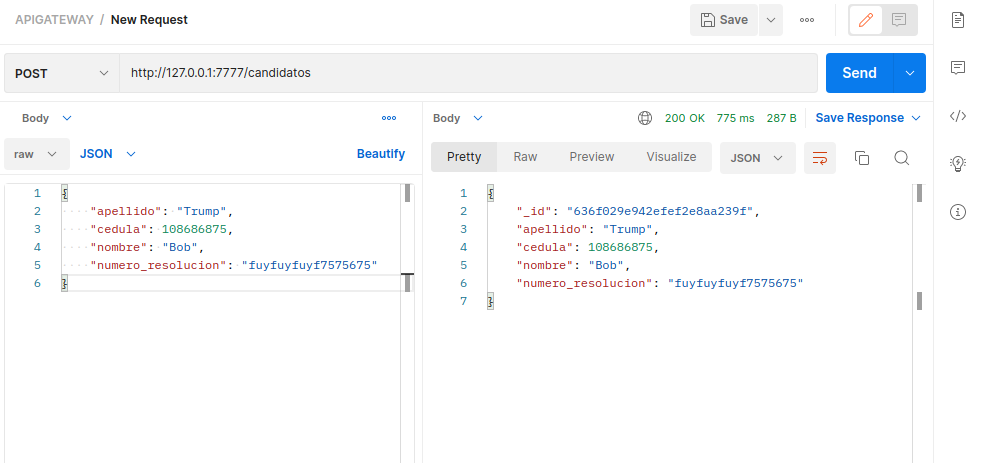 APIGATEWAY / New Request
Save
POST
http://127.0.0.1:7777/candidatos
Send
Body
raw
JSON
Beautify
1 {
2 "apellido": "Trump",
3 "cedula": 108686875,
4 "nombre": "Bob",
5 "numero_resolucion": "fuyfuyfuyf7575675"
6 }
Body
200 OK 775 ms 287 B
Save Response
Pretty Raw Preview Visualize
JSON
1 {
2 "_id": "636f029e942efef2e8aa239f",
3 "apellido": "Trump",
4 "cedula": 108686875,
5 "nombre": "Bob",
6 "numero_resolucion": "fuyfuyfuyf7575675"
7 }